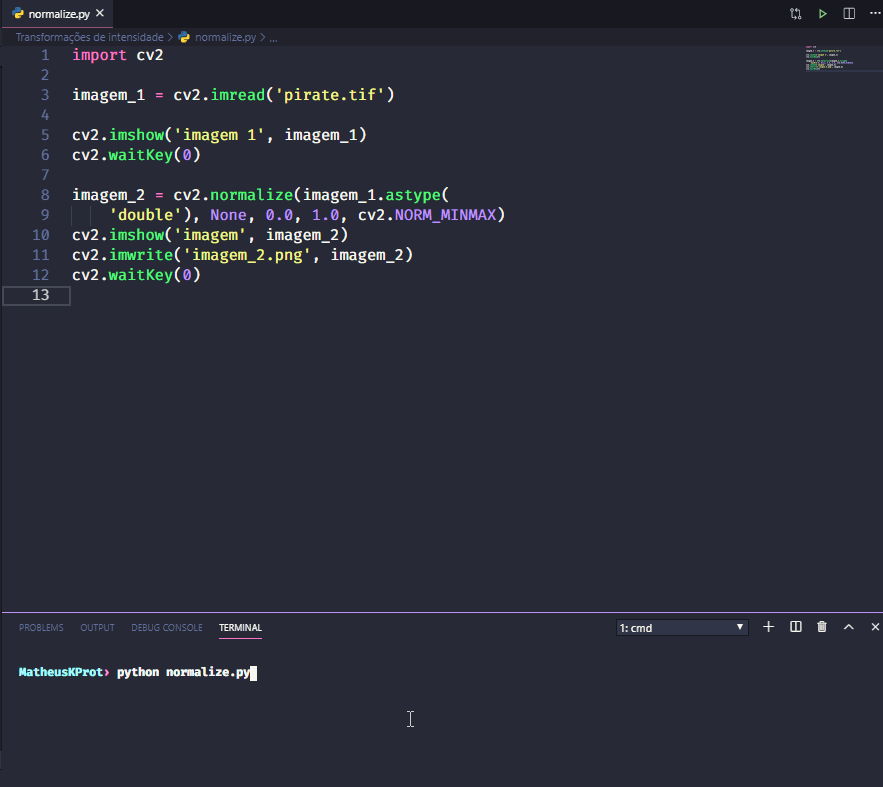 normalize.py
Transformações de intensidade > normalize.py > ...
1 import cv2
2
3 imagem_1 = cv2.imread('pirate.tif')
4
5 cv2.imshow('imagem 1', imagem_1)
6 cv2.waitKey(0)
7
8 imagem_2 = cv2.normalize(imagem_1.astype(
9 'double'), None, 0.0, 1.0, cv2.NORM_MINMAX)
10 cv2.imshow('imagem', imagem_2)
11 cv2.imwrite('imagem_2.png', imagem_2)
12 cv2.waitKey(0)
13
PROBLEMS OUTPUT DEBUG CONSOLE TERMINAL 1: cmd
MatheusKProt› python normalize.py